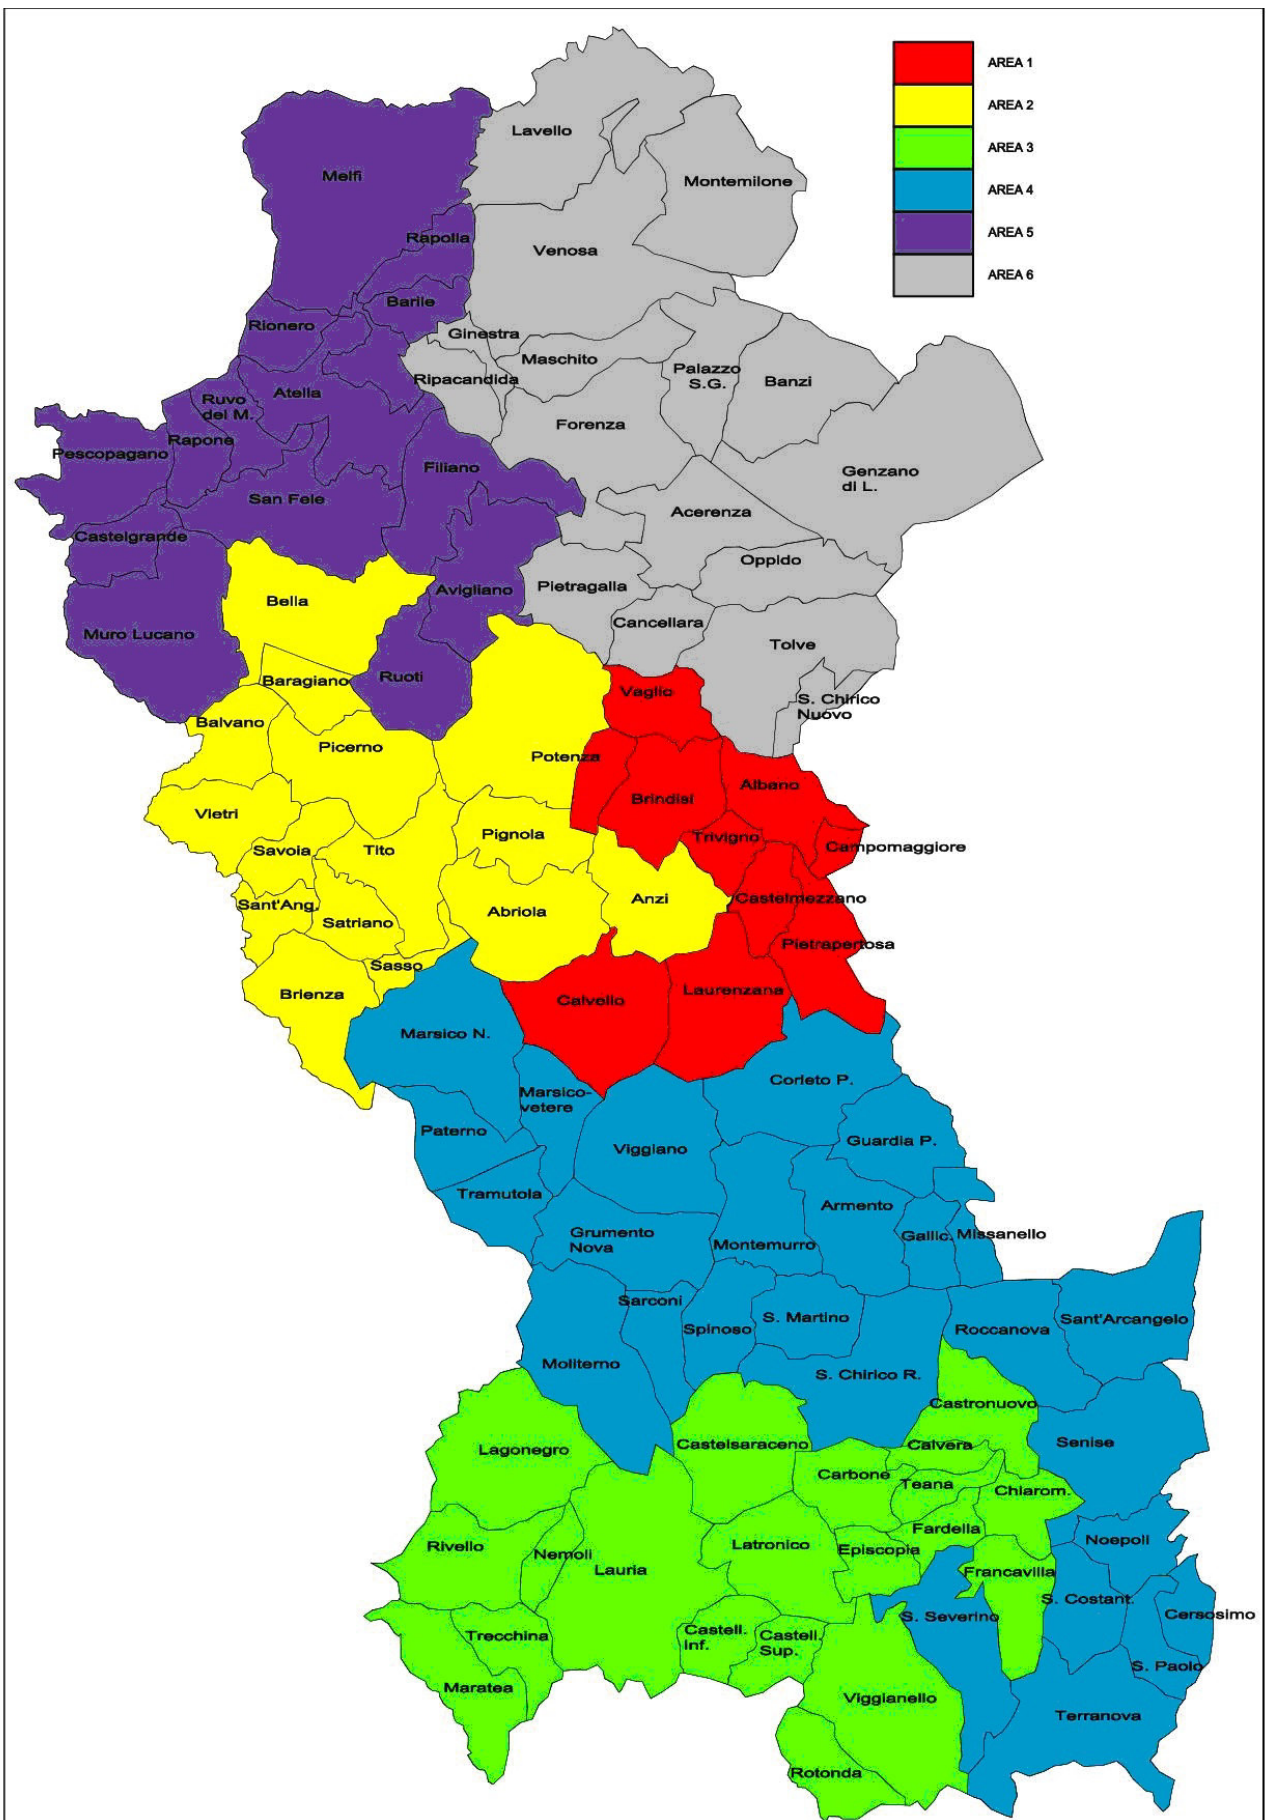 AREA 1
AREA 2
AREA 3
AREA 4
AREA 5
AREA 6
Lavello
Melfi
Montemilone
Rapolla
Venosa
Barile
Rionero
Ginestra
Maschito
Palazzo
S.G.
Banzi
Ripacandida
Atella
Ruvo
del M.
Forenza
Rapone
Pescopagano
Filiano
Genzano
di L.
San Fele
Acerenza
Castelgrande
Oppido
Pietragalla
Avigliano
Bella
Cancellara
Muro Lucano
Tolve
Ruoti
Baragiano
Vaglio
S. Chirico
Nuovo
Balvano
Picerno
Potenza
Albano
Brindisi
Vietri
Pignola
Trivigno
Campomaggiore
Savoia
Tito
Anzi
Castelmezzano
Sant'Ang.
Abriola
Satriano
Pietrapertosa
Sasso
Brienza
Calvello
Laurenzana
Marsico N.
Corleto P.
Marsico-
vetere
Paterno
Viggiano
Guardia P.
Tramutola
Armento
Grumento
Nova
Montemurro
Gallic.
Missanello
Sarconi
Spinoso
S. Martino
Roccanova
Sant'Arcangelo
Moliterno
S. Chirico R.
Castronuovo
Lagonegro
Castelsaraceno
Calvera
Senise
Carbone
Teana
Chiarom.
Fardella
Rivello
Nemoli
Lauria
Latronico
Episcopia
Noepoli
Francavilla
S. Costant.
S. Severino
Cersosimo
Trecchina
Castell.
Inf.
Castell.
Sup.
S. Paolo
Maratea
Viggianello
Terranova
Rotonda